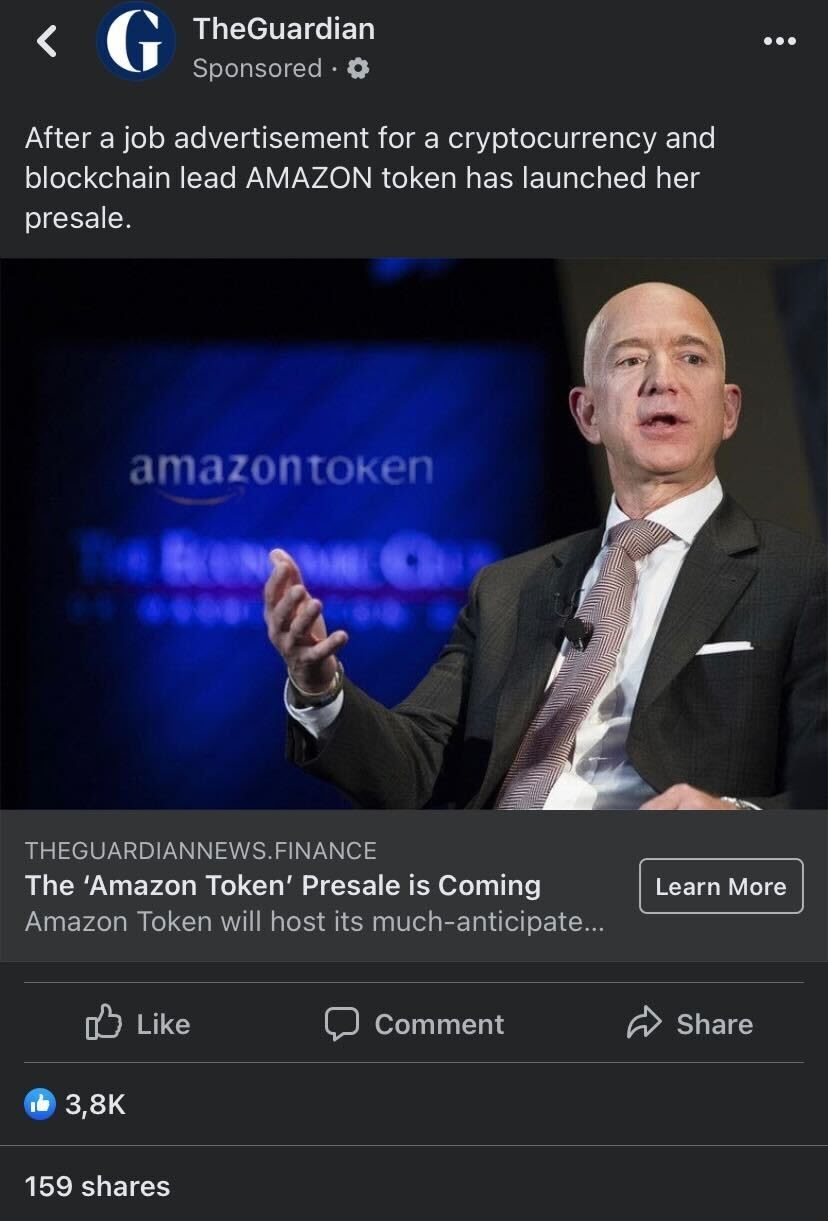 G
TheGuardian
Sponsored ·
After a job advertisement for a cryptocurrency and
blockchain lead AMAZON token has launched her
presale.
amazon token
THEGUARDIANNEWS.FINANCE
The ‘Amazon Token’ Presale is Coming
Learn More
Amazon Token will host its much-anticipate...
Like
Comment
Share
3,8K
159 shares